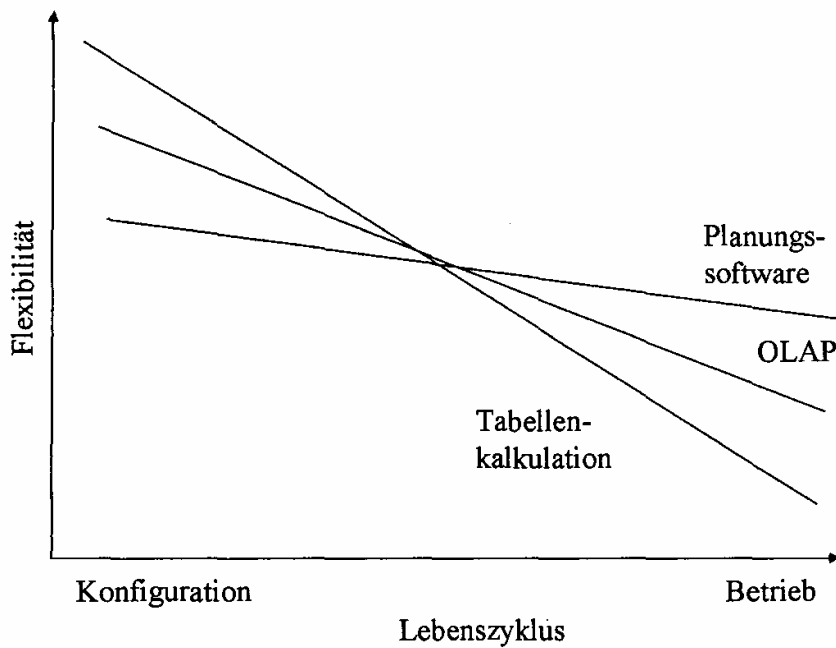 Flexibilität
Planungs-
software
OLAP
Tabellen-
kalkulation
Konfiguration
Betrieb
Lebenszyklus